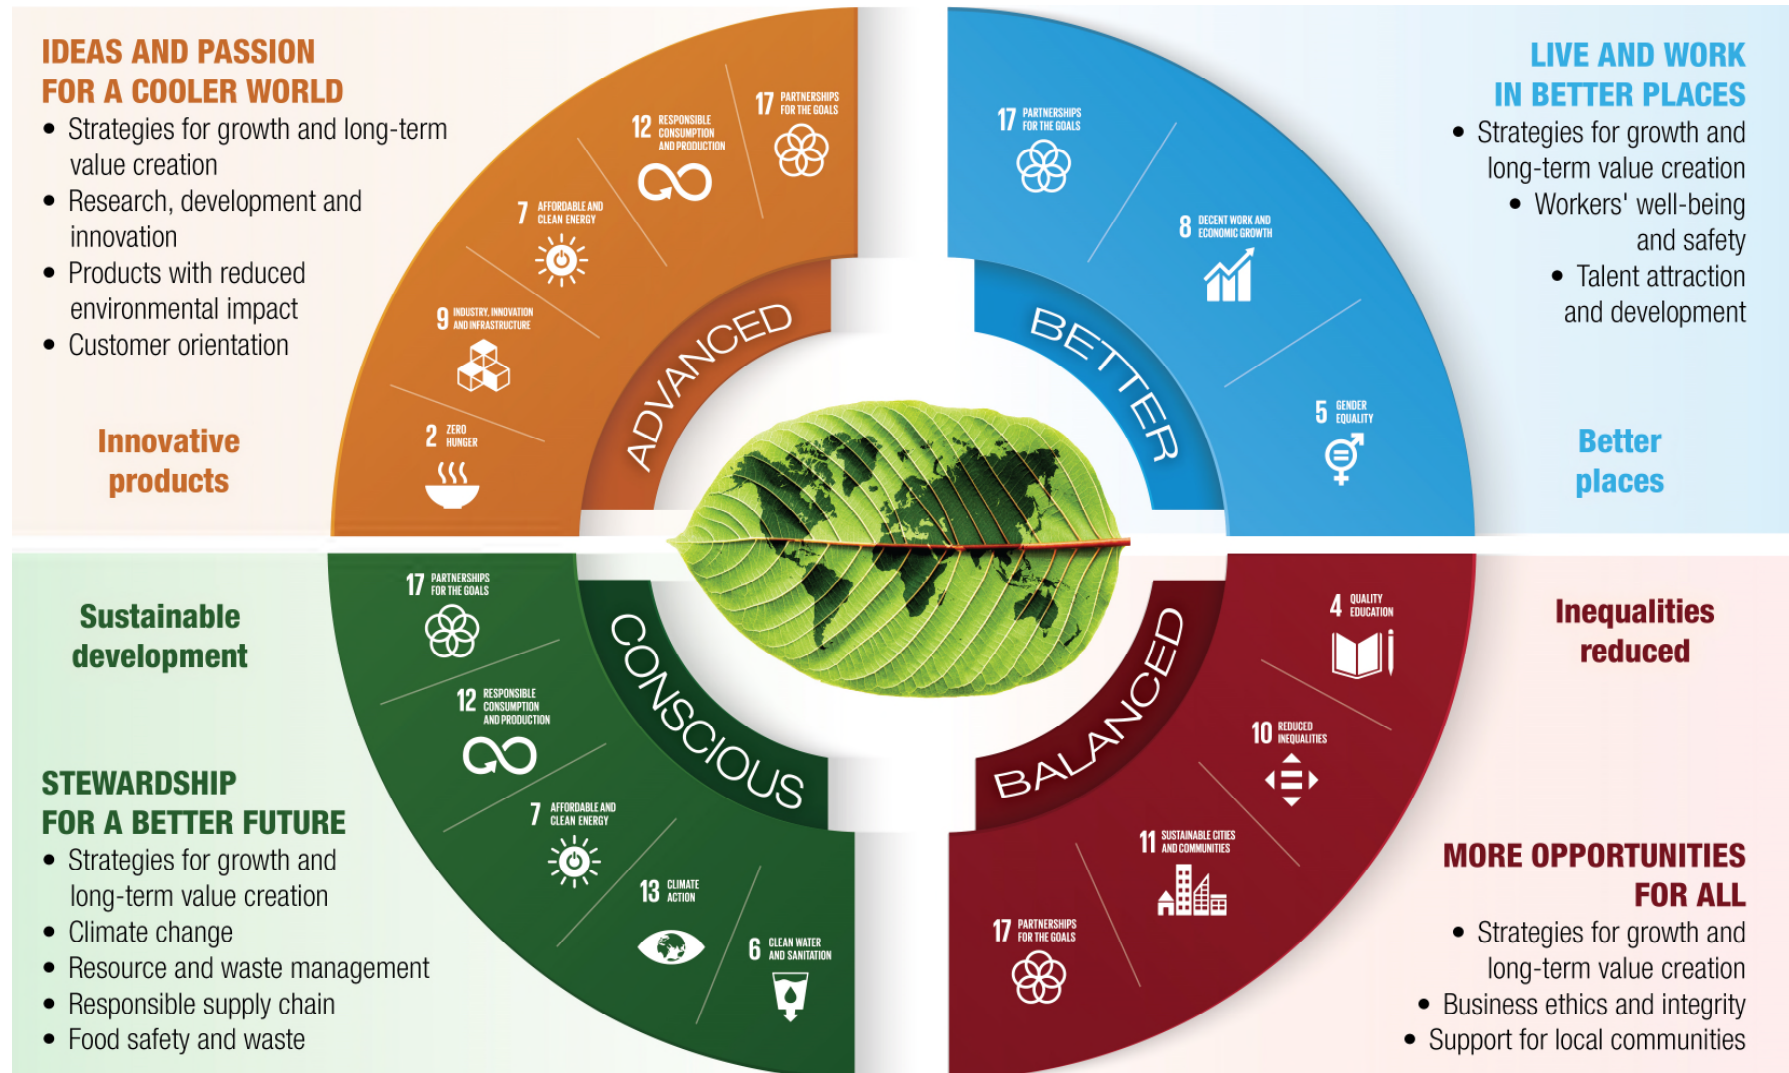 IDEAS AND PASSION
FOR A COOLER WORLD
• Strategies for growth and long-term
value creation
• Research, development and
innovation
• Products with reduced
environmental impact
• Customer orientation
Innovative
products
17 PARTNERSHIPS
FOR THE GOALS
12 RESPONSIBLE
CONSUMPTION
AND PRODUCTION
7 AFFORDABLE AND
CLEAN ENERGY
9 INDUSTRY, INNOVATION
AND INFRASTRUCTURE
2 ZERO
HUNGER
ADVANCED
LIVE AND WORK
IN BETTER PLACES
• Strategies for growth and
long-term value creation
• Workers' well-being
and safety
• Talent attraction
and development
Better
places
17 PARTNERSHIPS
FOR THE GOALS
8 DECENT WORK AND
ECONOMIC GROWTH
5 GENDER
EQUALITY
BETTER
Sustainable
development
STEWARDSHIP
FOR A BETTER FUTURE
• Strategies for growth and
long-term value creation
• Climate change
• Resource and waste management
• Responsible supply chain
• Food safety and waste
17 PARTNERSHIPS
FOR THE GOALS
12 RESPONSIBLE
CONSUMPTION
AND PRODUCTION
7 AFFORDABLE AND
CLEAN ENERGY
13 CLIMATE
ACTION
6 CLEAN WATER
AND SANITATION
CONSCIOUS
4 QUALITY
EDUCATION
10 REDUCED
INEQUALITIES
11 SUSTAINABLE CITIES
AND COMMUNITIES
17 PARTNERSHIPS
FOR THE GOALS
BALANCED
Inequalities
reduced
MORE OPPORTUNITIES
FOR ALL
• Strategies for growth and
long-term value creation
• Business ethics and integrity
• Support for local communities